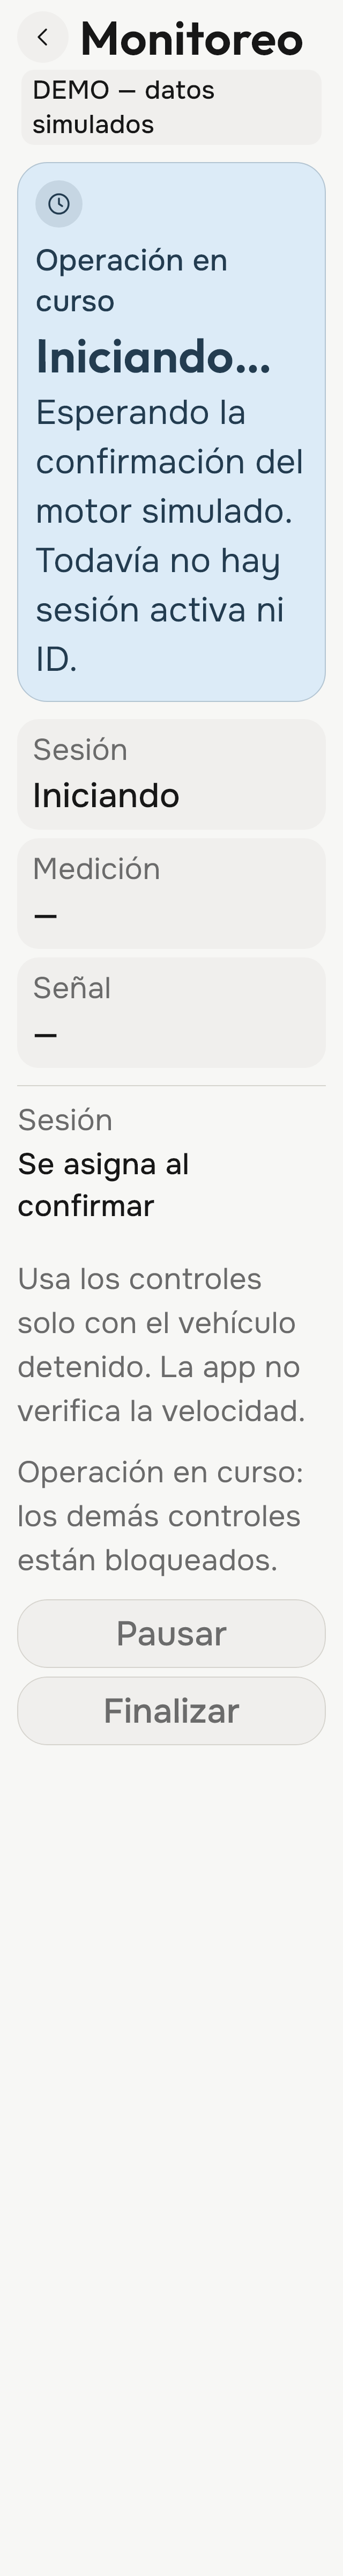 Monitoreo
DEMO — datos
simulados
Operación en
curso
Iniciando...
Esperando la
confirmación del
motor simulado.
Todavía no hay
sesión activa ni
ID.
Sesión
Iniciando
Medición
—
Señal
—
Sesión
Se asigna al
confirmar
Usa los controles
solo con el vehículo
detenido. La app no
verifica la velocidad.
Operación en curso:
los demás controles
están bloqueados.
Pausar
Finalizar